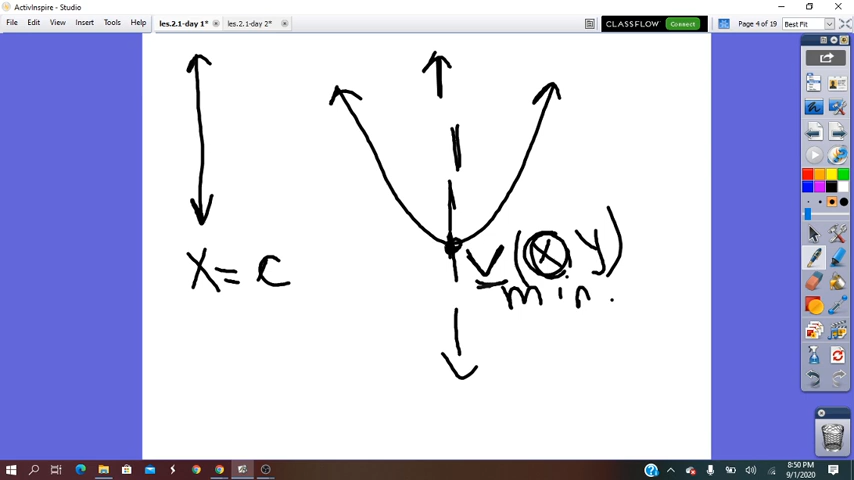 ActivInspire - Studio
File Edit View Insert Tools Help
les.2.1-day 1*
les.2.1-day 2*
CLASSFLOW Connect
Page 4 of 19
Best Fit
X = C
V (X y)
min.
8:50 PM
9/1/2020